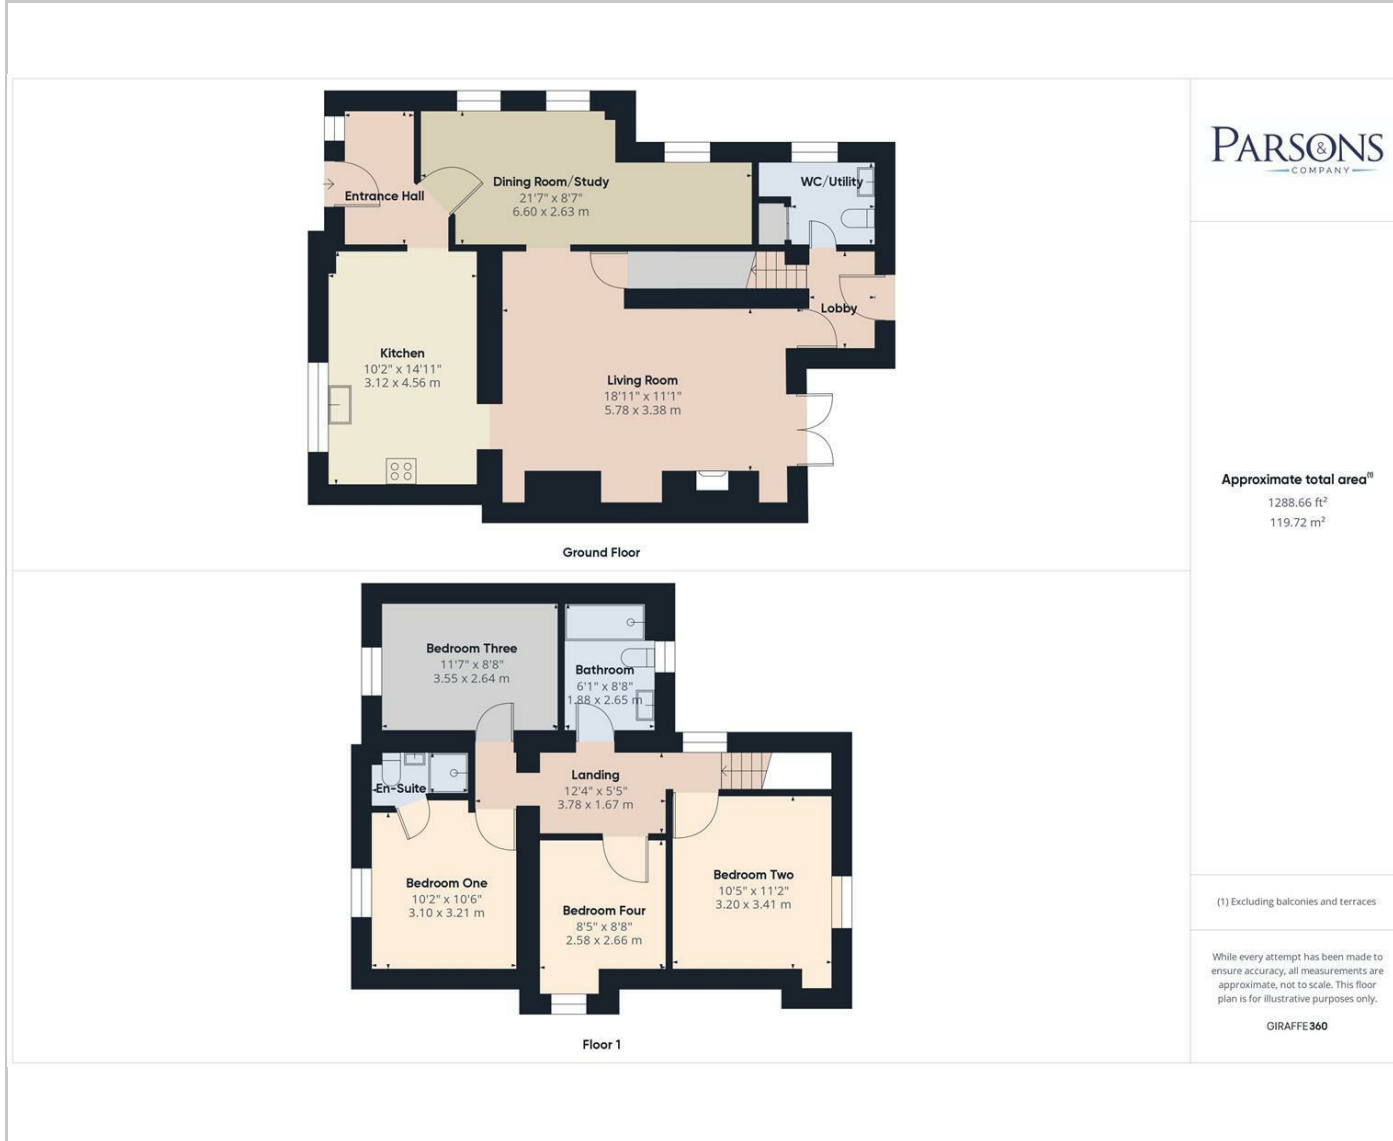 Entrance Hall
Dining Room/Study
21'7" x 8'7"
6.60 x 2.63 m
WC/Utility
Lobby
Kitchen
10'2" x 14'11"
3.12 x 4.56 m
Living Room
18'11" x 11'1"
5.78 x 3.38 m
Ground Floor
Bedroom Three
11'7" x 8'8"
3.55 x 2.64 m
Bathroom
6'1" x 8'8"
1.88 x 2.65 m
En-Suite
Landing
12'4" x 5'5"
3.78 x 1.67 m
Bedroom One
10'2" x 10'6"
3.10 x 3.21 m
Bedroom Four
8'5" x 8'8"
2.58 x 2.66 m
Bedroom Two
10'5" x 11'2"
3.20 x 3.41 m
Floor 1
PARSONS
&
COMPANY
Approximate total area⁽¹⁾
1288.66 ft²
119.72 m²
(1) Excluding balconies and terraces
While every attempt has been made to
ensure accuracy, all measurements are
approximate, not to scale. This floor
plan is for illustrative purposes only.
GIRAFFE360